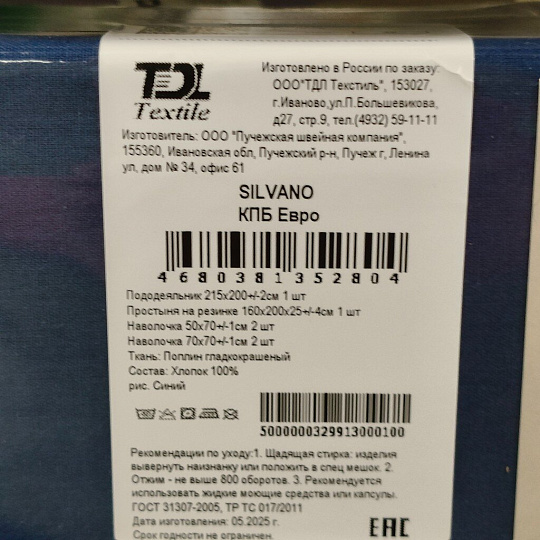 TDL
Textile
Изготовлено в России по заказу:
ООО"ТДЛ Текстиль", 153027,
г.Иваново,ул.П.Большевикова,
д27, стр.9, тел.(4932) 59-11-11
Изготовитель: ООО "Пучежская швейная компания",
155360, Ивановская обл, Пучежский р-н, Пучеж г, Ленина
ул, дом № 34, офис 61
SILVANO
КПБ Евро
4680381352804
Пододеяльник 215х200+/-2см 1 шт
Простыня на резинке 160х200х25+/-4см 1 шт
Наволочка 50х70+/-1см 2 шт
Наволочка 70х70+/-1см 2 шт
Ткань: Поплин гладкокрашеный
Состав: Хлопок 100%
рис. Синий
5000000329913000100
Рекомендации по уходу:1. Щадящая стирка: изделия
вывернуть наизнанку или положить в спец мешок. 2.
Отжим - не выше 800 оборотов. 3. Рекомендуется
использовать жидкие моющие средства или капсулы.
ГОСТ 31307-2005, ТР ТС 017/2011
Дата изготовления: 05.2025 г.
Срок годности не ограничен.
EAC